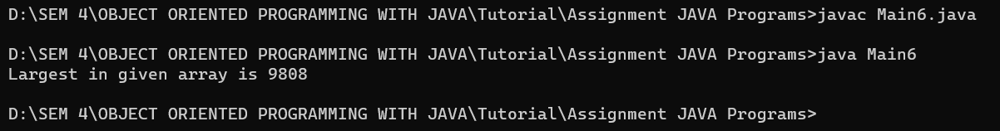 D:\SEM 4\OBJECT ORIENTED PROGRAMMING WITH JAVA\Tutorial\Assignment JAVA Programs>javac Main6.java
D:\SEM 4\OBJECT ORIENTED PROGRAMMING WITH JAVA\Tutorial\Assignment JAVA Programs>java Main6
Largest in given array is 9808
D:\SEM 4\OBJECT ORIENTED PROGRAMMING WITH JAVA\Tutorial\Assignment JAVA Programs>